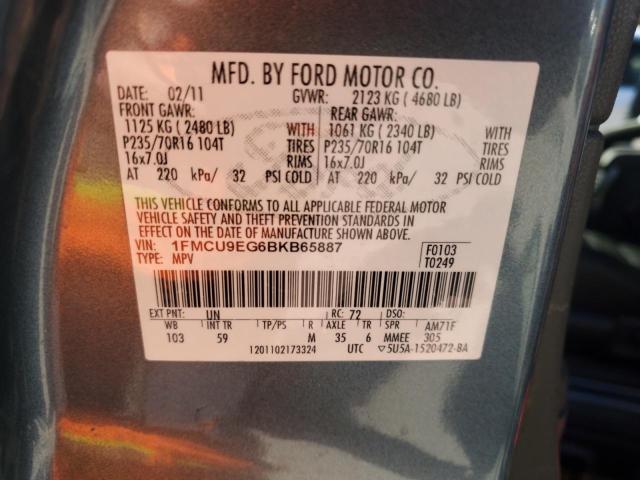 MFD. BY FORD MOTOR CO.
DATE: 02/11 GVWR: 2123 KG ( 4680 LB)
FRONT GAWR: REAR GAWR:
1125 KG ( 2480 LB) WITH 1061 KG ( 2340 LB)
P235/70R16 104T TIRES P235/70R16 104T WITH TIRES
16x7.0J RIMS 16x7.0J RIMS
AT 220 kPa/ 32 PSI COLD AT 220 kPa/ 32 PSI COLD
THIS VEHICLE CONFORMS TO ALL APPLICABLE FEDERAL MOTOR
VEHICLE SAFETY AND THEFT PREVENTION STANDARDS IN
EFFECT ON THE DATE OF MANUFACTURE SHOWN ABOVE.
VIN: 1FMCU9EG6BKB65887 F0103
TYPE: MPV T0249
EXT PNT: UN RC: 72 DSO:
WB INT TR TP/PS R AXLE TR SPR AM71F
103 59 M 35 6 MMEE 305
1201102173324 UTC ▽5U5A-1520472-BA